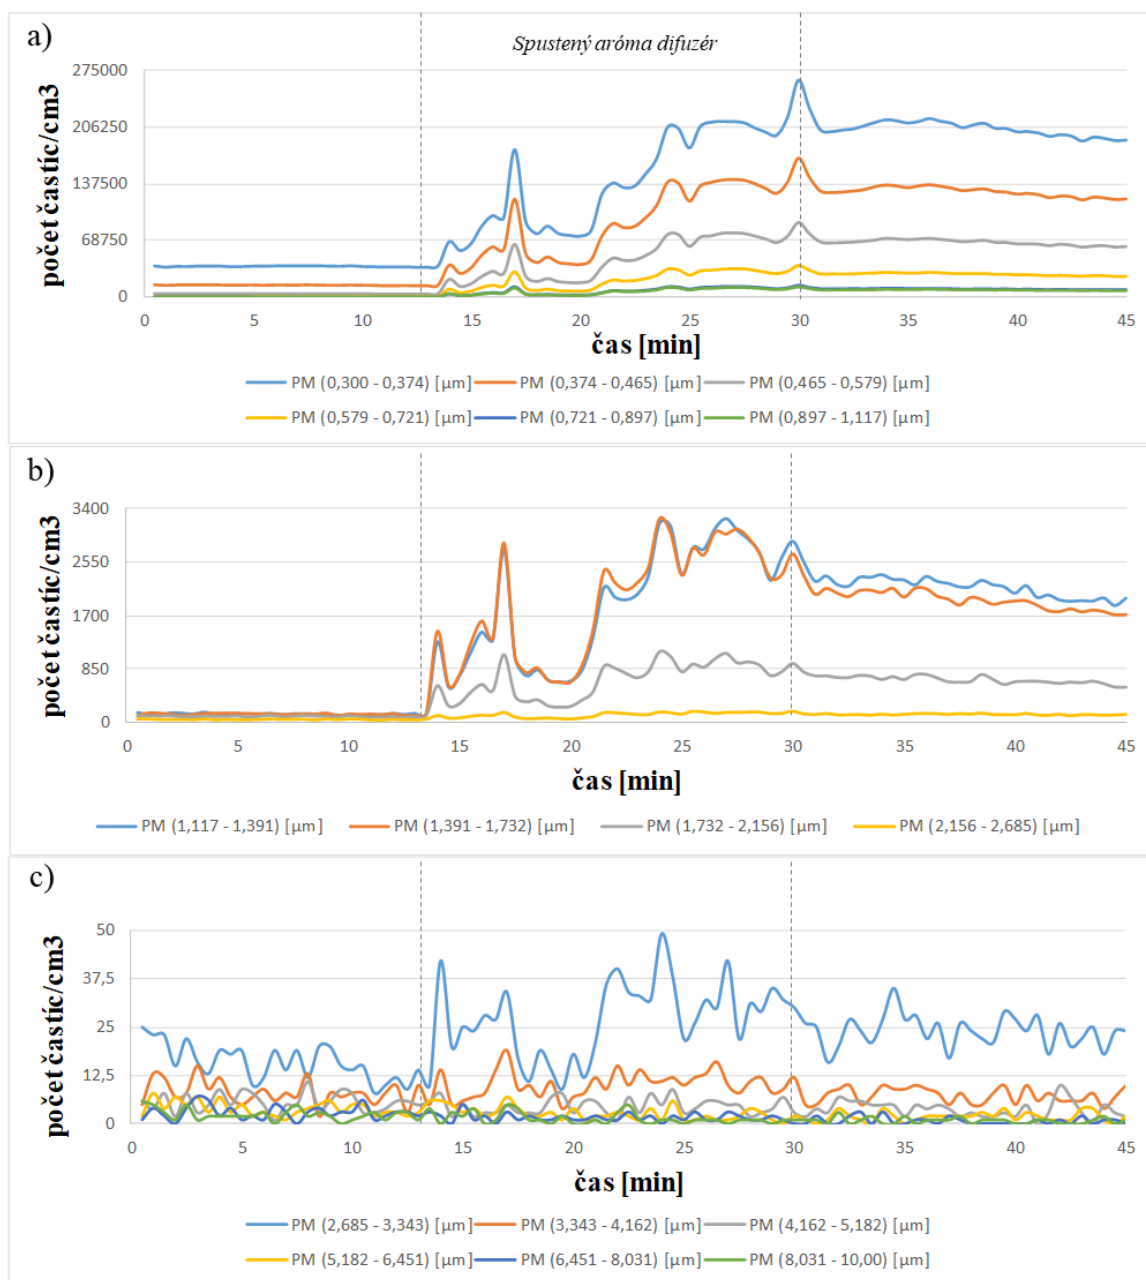 a)
Spustený aróma difuzér
počet častíc/cm3
275000
206250
137500
68750
0
0 5 10 15 20 25 30 35 40 45
čas [min]
PM (0,300 - 0,374) [µm] PM (0,374 - 0,465) [µm] PM (0,465 - 0,579) [µm]
PM (0,579 - 0,721) [µm] PM (0,721 - 0,897) [µm] PM (0,897 - 1,117) [µm]
b)
počet častíc/cm3
3400
2550
1700
850
0
0 5 10 15 20 25 30 35 40 45
čas [min]
PM (1,117 - 1,391) [µm] PM (1,391 - 1,732) [µm] PM (1,732 - 2,156) [µm] PM (2,156 - 2,685) [µm]
c)
počet častíc/cm3
50
37,5
25
12,5
0
0 5 10 15 20 25 30 35 40 45
čas [min]
PM (2,685 - 3,343) [µm] PM (3,343 - 4,162) [µm] PM (4,162 - 5,182) [µm]
PM (5,182 - 6,451) [µm] PM (6,451 - 8,031) [µm] PM (8,031 - 10,00) [µm]